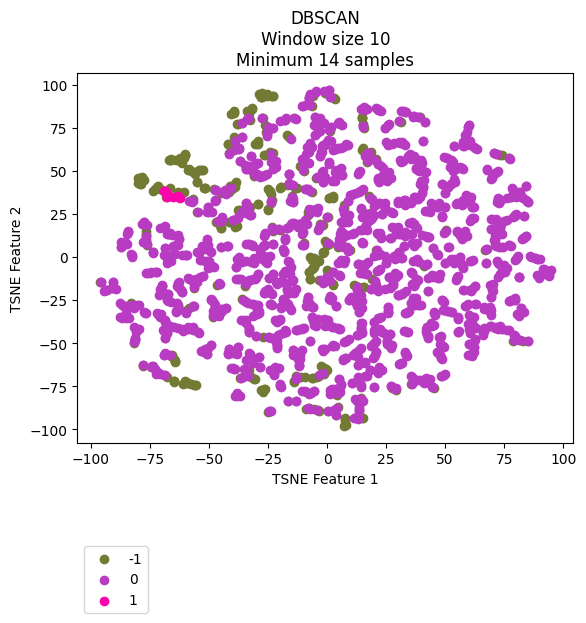 DBSCAN
Window size 10
Minimum 14 samples
100
75
50
25
0
−25
−50
−75
−100
TSNE Feature 2
−100 −75 −50 −25 0 25 50 75 100
TSNE Feature 1
-1
0
1